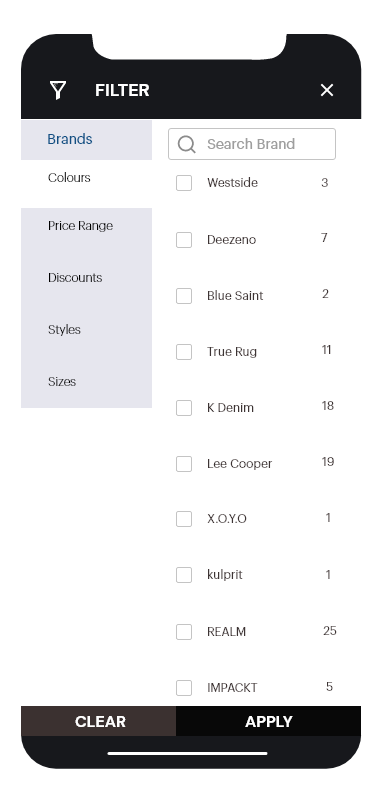 FILTER
Brands
Colours
Price Range
Discounts
Styles
Sizes
Search Brand
Westside 3
Deezeno 7
Blue Saint 2
True Rug 11
K Denim 18
Lee Cooper 19
X.O.Y.O 1
kulprit 1
REALM 25
IMPACKT 5
CLEAR
APPLY